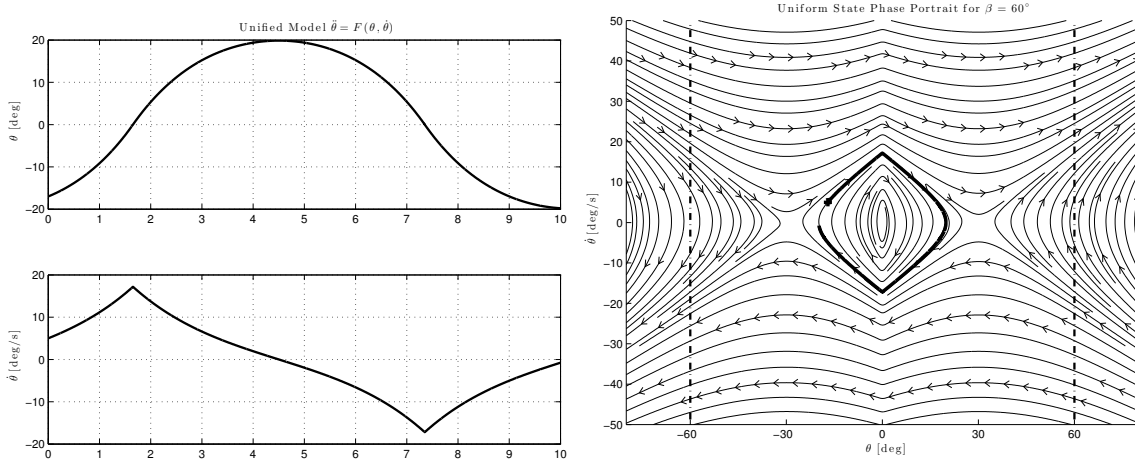 Unified Model θ̈ = F(θ, θ̇)
θ [deg]
20
10
0
−10
−20
0 1 2 3 4 5 6 7 8 9 10
θ̇ [deg/s]
20
10
0
−10
−20
0 1 2 3 4 5 6 7 8 9 10
Uniform State Phase Portrait for β = 60°
θ̇ [deg/s]
50
40
30
20
10
0
−10
−20
−30
−40
−50
−60 −30 0 30 60
θ [deg]